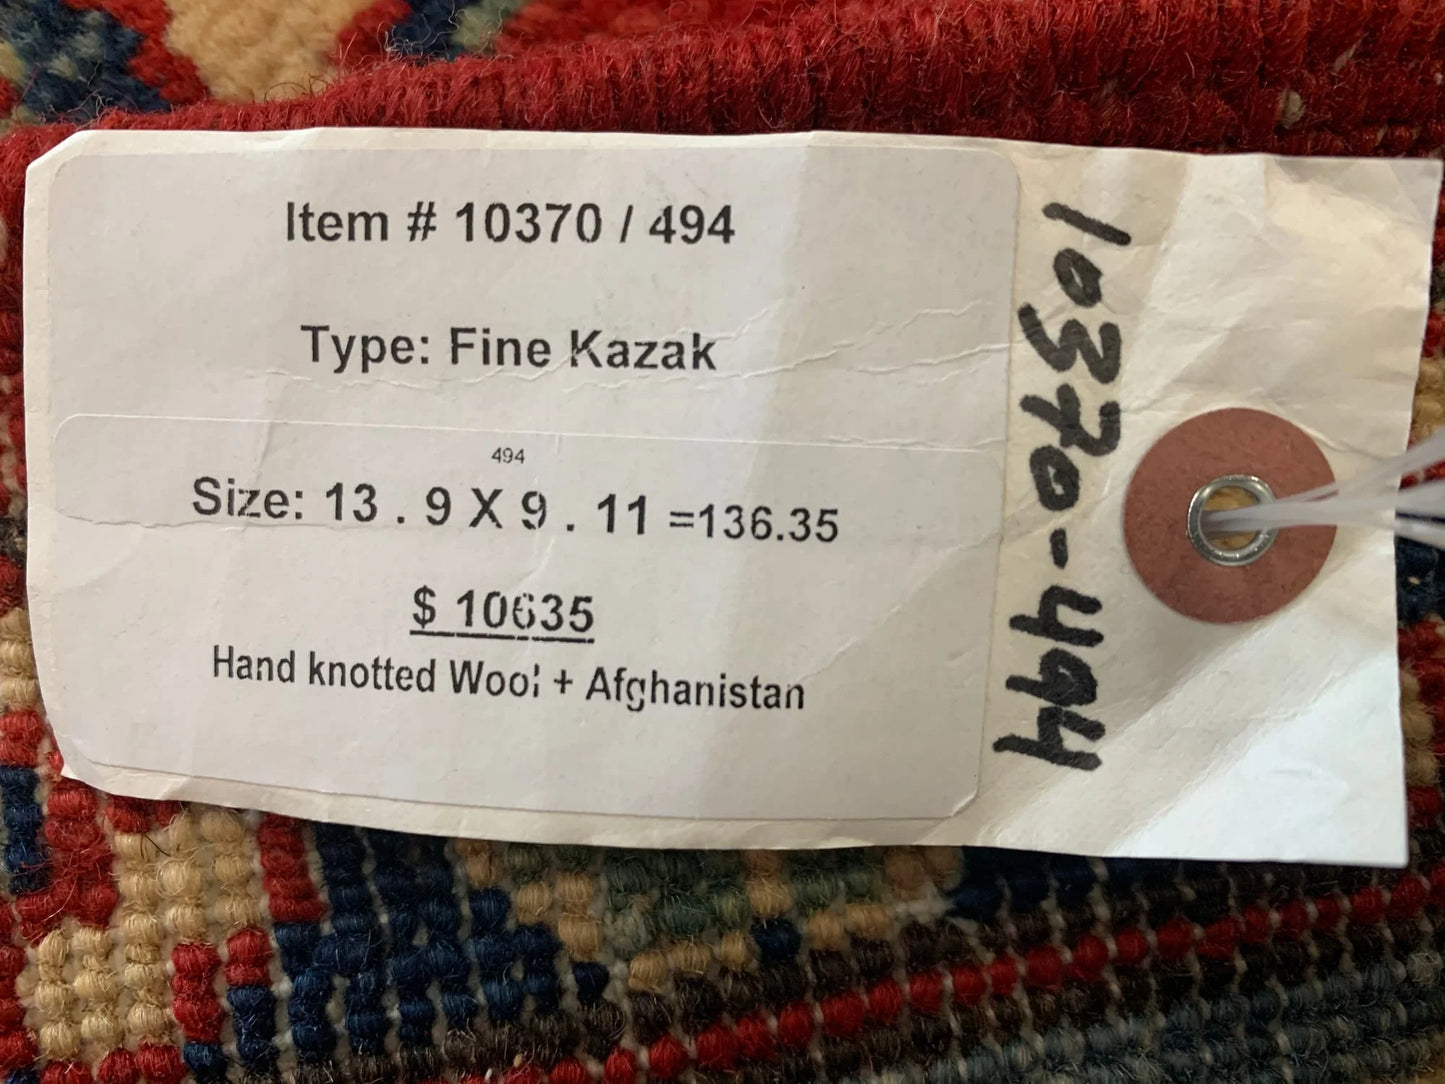 Item # 10370 / 494
Type: Fine Kazak
494
Size: 13 . 9 X 9 . 11 =136.35
$ 10635
Hand knotted Wool + Afghanistan
10370-494